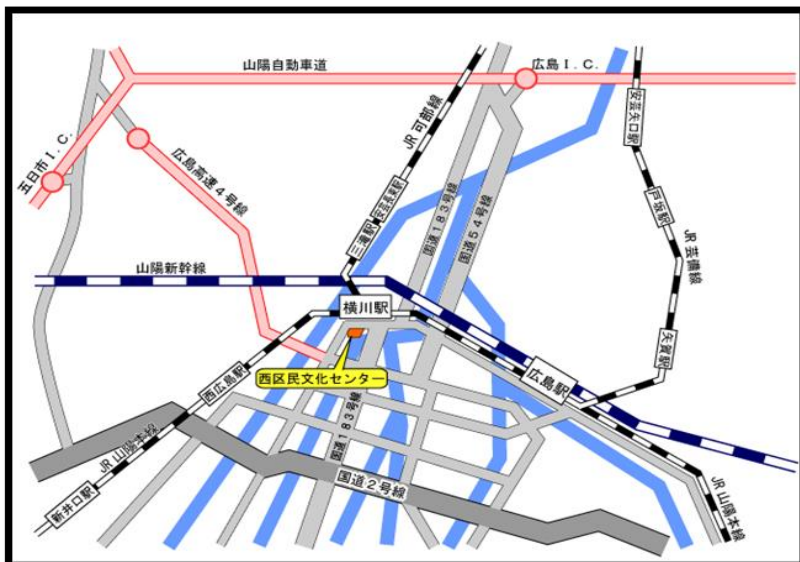 山陽自動車道
広島I.C.
JR可部線
安芸矢口駅
五日市I.C.
広島高速4号線
安芸長束駅
三滝駅
国道183号線
国道54号線
戸坂駅
JR芸備線
山陽新幹線
横川駅
矢賀駅
広島駅
西広島駅
西区民文化センター
国道183号線
JR山陽本線
国道2号線
新井口駅
JR山陽本線